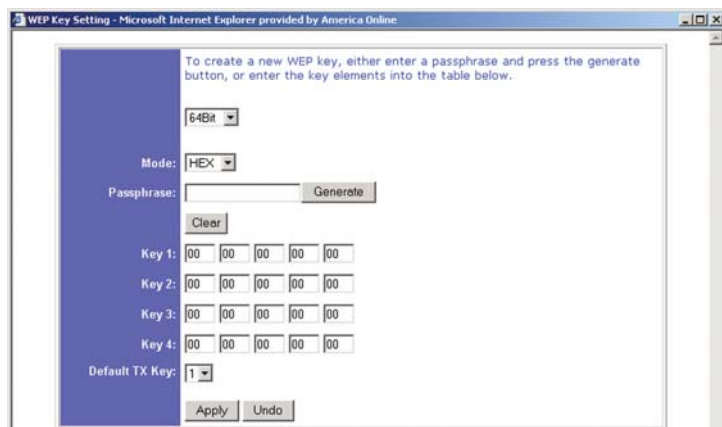 WEP Key Setting - Microsoft Internet Explorer provided by America Online
To create a new WEP key, either enter a passphrase and press the generate
button, or enter the key elements into the table below.
64Bit
Mode: HEX
Passphrase: Generate
Clear
Key 1: 00 00 00 00 00
Key 2: 00 00 00 00 00
Key 3: 00 00 00 00 00
Key 4: 00 00 00 00 00
Default TX Key: 1
Apply Undo